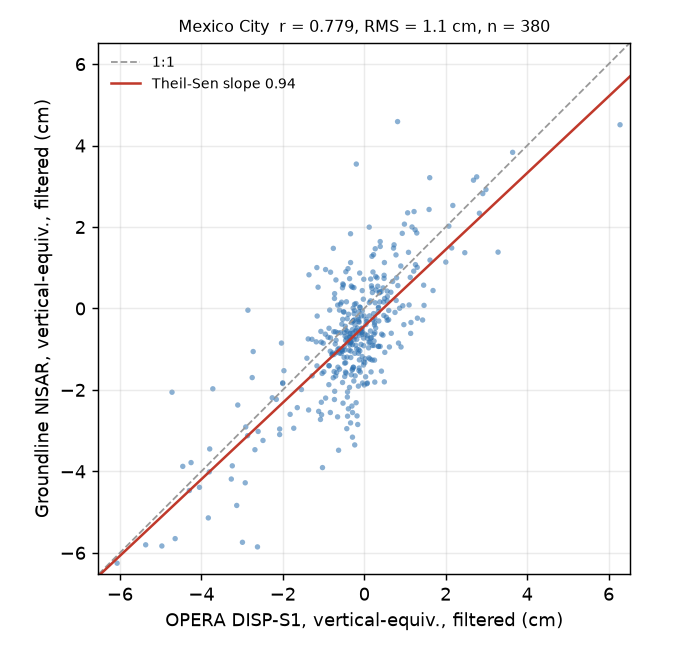 Mexico City  r = 0.779, RMS = 1.1 cm, n = 380
1:1
Theil-Sen slope 0.94
Groundline NISAR, vertical-equiv., filtered (cm)
6
4
2
0
−2
−4
−6
−6 −4 −2 0 2 4 6
OPERA DISP-S1, vertical-equiv., filtered (cm)